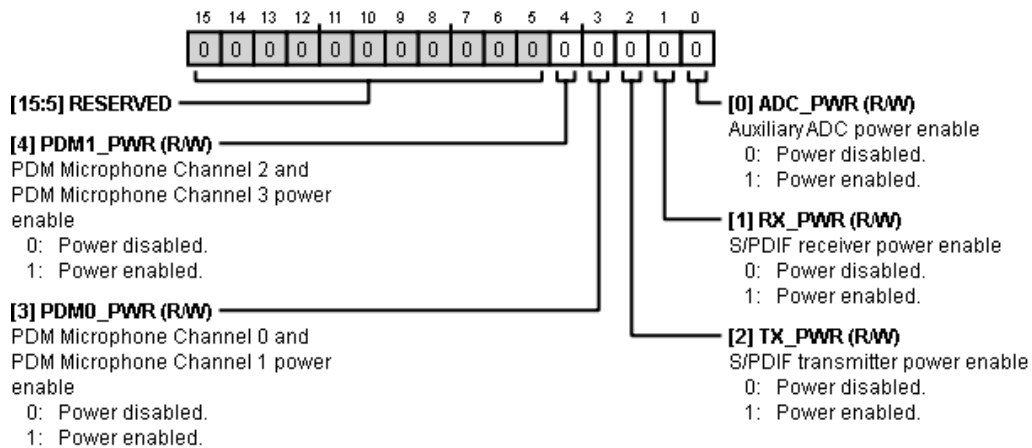 15 14 13 12 11 10 9 8 7 6 5 4 3 2 1 0
0 0 0 0 0 0 0 0 0 0 0 0 0 0 0 0
[15:5] RESERVED
[4] PDM1_PWR (R/W)
PDM Microphone Channel 2 and
PDM Microphone Channel 3 power
enable
0: Power disabled.
1: Power enabled.
[3] PDM0_PWR (R/W)
PDM Microphone Channel 0 and
PDM Microphone Channel 1 power
enable
0: Power disabled.
1: Power enabled.
[0] ADC_PWR (R/W)
Auxiliary ADC power enable
0: Power disabled.
1: Power enabled.
[1] RX_PWR (R/W)
S/PDIF receiver power enable
0: Power disabled.
1: Power enabled.
[2] TX_PWR (R/W)
S/PDIF transmitter power enable
0: Power disabled.
1: Power enabled.